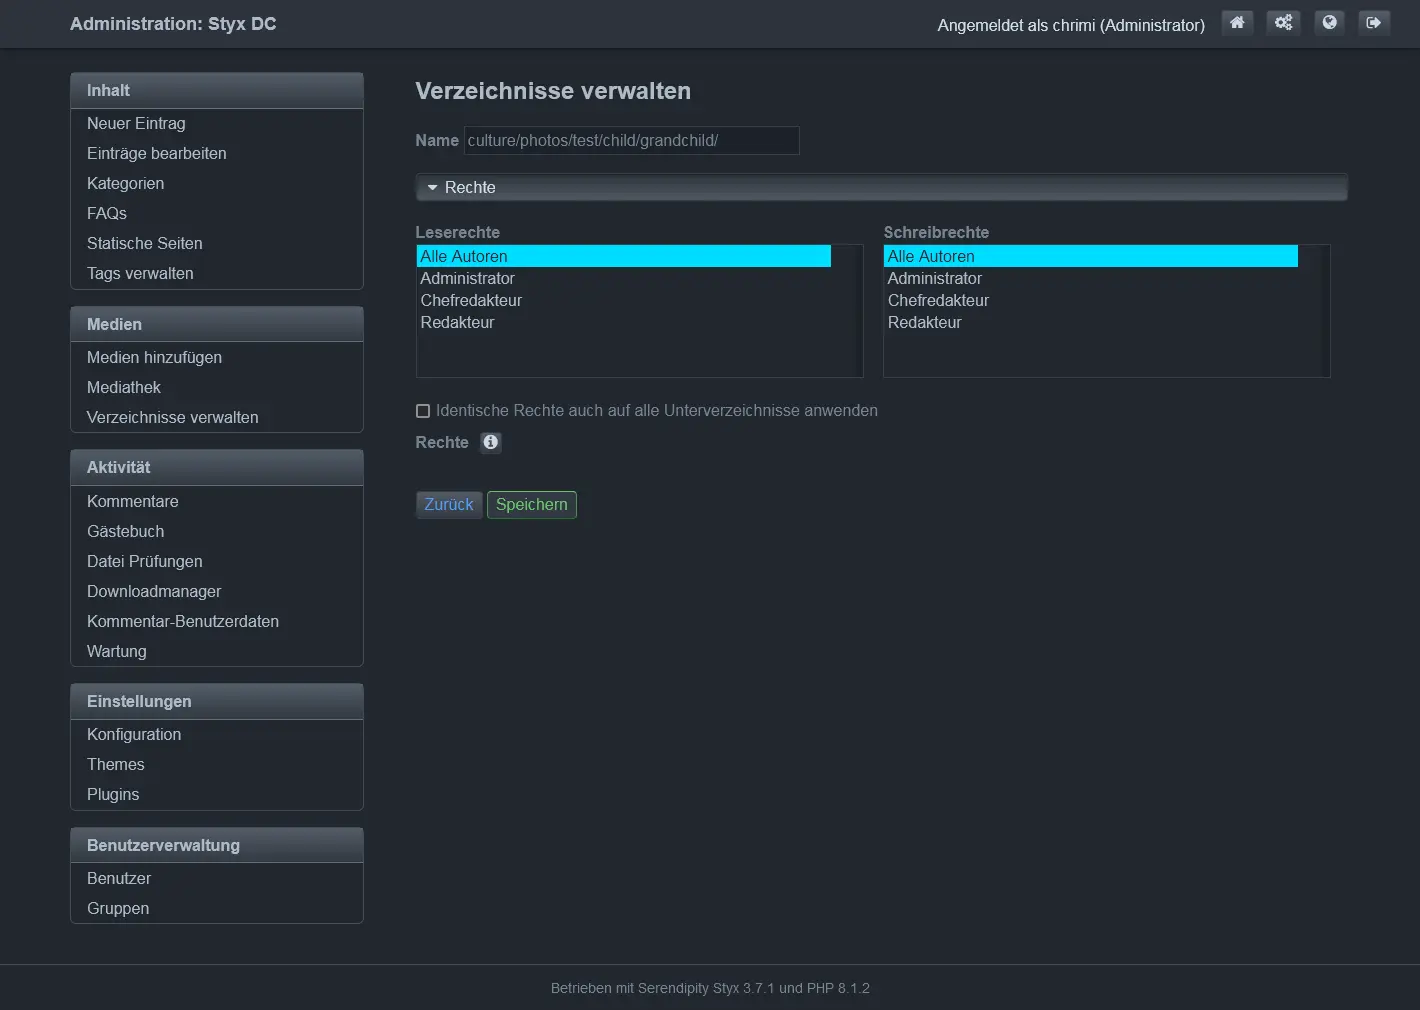 Administration: Styx DC
Angemeldet als chrimi (Administrator)
Inhalt
Neuer Eintrag
Einträge bearbeiten
Kategorien
FAQs
Statische Seiten
Tags verwalten
Medien
Medien hinzufügen
Mediathek
Verzeichnisse verwalten
Aktivität
Kommentare
Gästebuch
Datei Prüfungen
Downloadmanager
Kommentar-Benutzerdaten
Wartung
Einstellungen
Konfiguration
Themes
Plugins
Benutzerverwaltung
Benutzer
Gruppen
Verzeichnisse verwalten
Name culture/photos/test/child/grandchild/
Rechte
Leserechte
Alle Autoren
Administrator
Chefredakteur
Redakteur
Schreibrechte
Alle Autoren
Administrator
Chefredakteur
Redakteur
Identische Rechte auch auf alle Unterverzeichnisse anwenden
Rechte
Zurück Speichern
Betrieben mit Serendipity Styx 3.7.1 und PHP 8.1.2